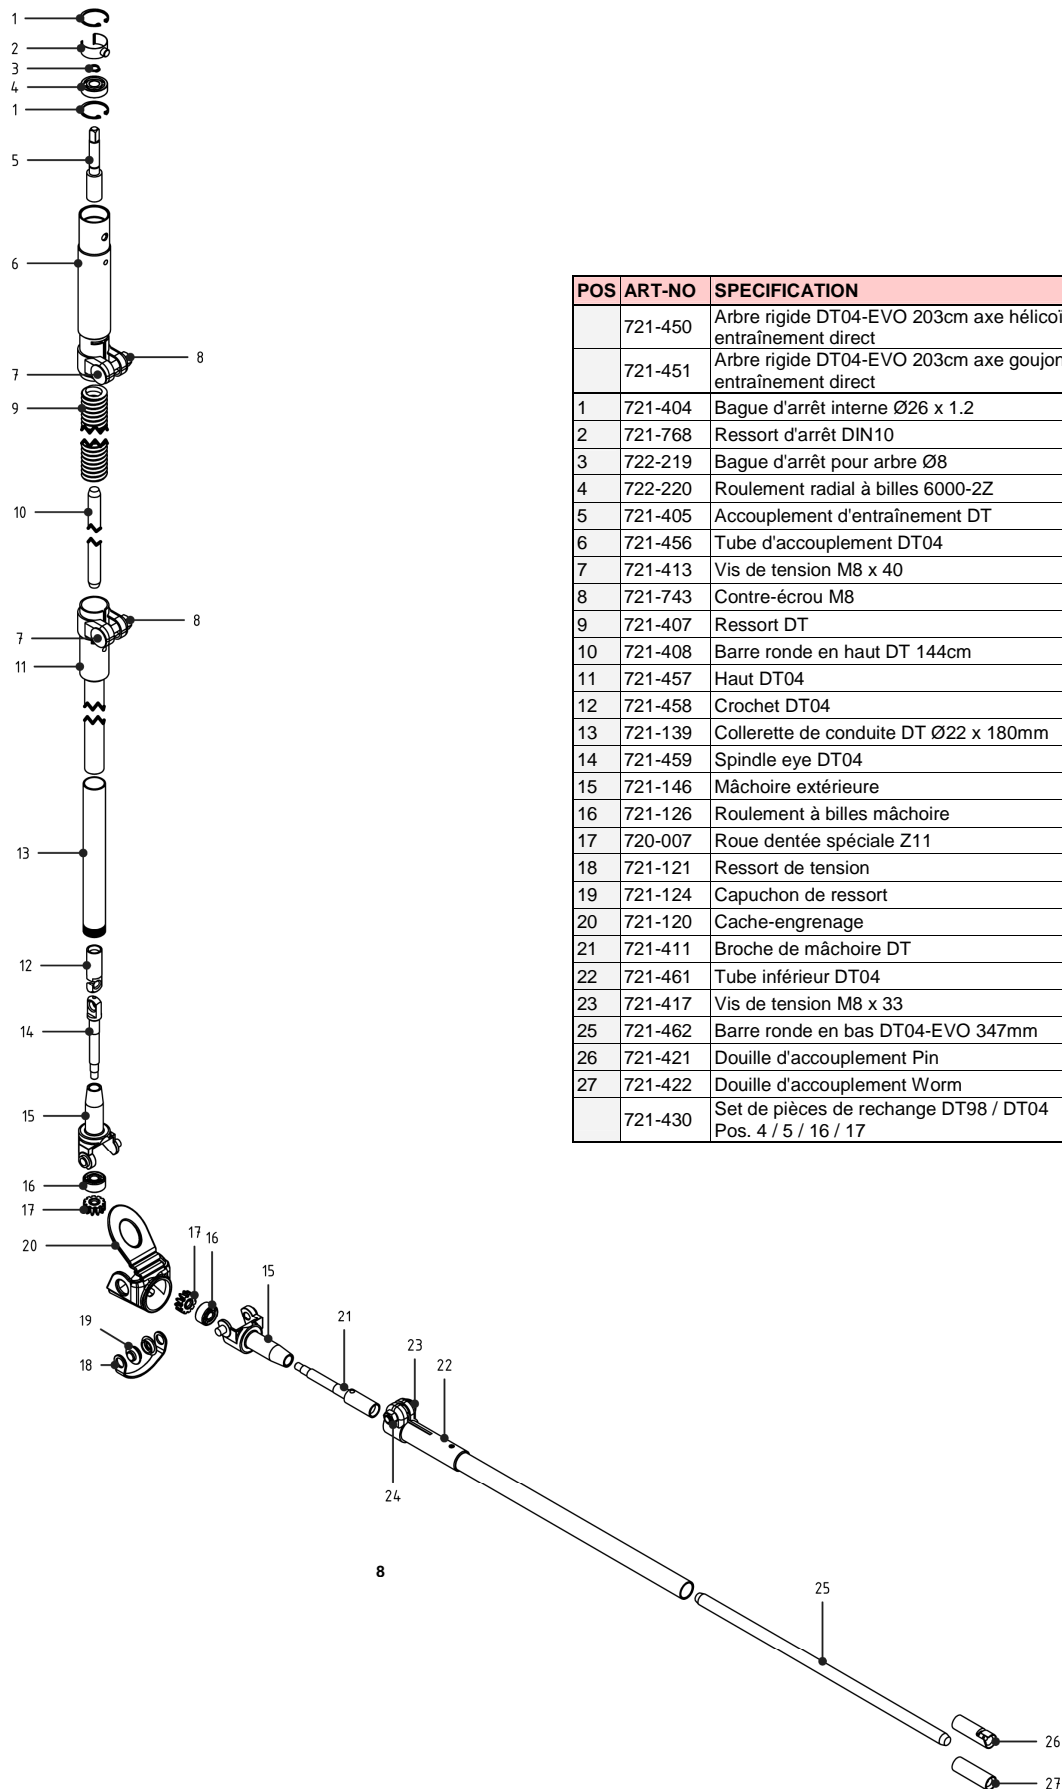 1
2
3
4
1
5
6
8
7
9
10
8
7
11
13
12
14
15
16
17
20
17 16
15
19
21
18
23
22
24
8
25
26
27
POS ART-NO SPECIFICATION
721-450 Arbre rigide DT04-EVO 203cm axe hélicoï
entraînement direct
721-451 Arbre rigide DT04-EVO 203cm axe goujon
entraînement direct
1 721-404 Bague d'arrêt interne Ø26 x 1.2
2 721-768 Ressort d'arrêt DIN10
3 722-219 Bague d'arrêt pour arbre Ø8
4 722-220 Roulement radial à billes 6000-2Z
5 721-405 Accouplement d'entraînement DT
6 721-456 Tube d'accouplement DT04
7 721-413 Vis de tension M8 x 40
8 721-743 Contre-écrou M8
9 721-407 Ressort DT
10 721-408 Barre ronde en haut DT 144cm
11 721-457 Haut DT04
12 721-458 Crochet DT04
13 721-139 Collerette de conduite DT Ø22 x 180mm
14 721-459 Spindle eye DT04
15 721-146 Mâchoire extérieure
16 721-126 Roulement à billes mâchoire
17 720-007 Roue dentée spéciale Z11
18 721-121 Ressort de tension
19 721-124 Capuchon de ressort
20 721-120 Cache-engrenage
21 721-411 Broche de mâchoire DT
22 721-461 Tube inférieur DT04
23 721-417 Vis de tension M8 x 33
25 721-462 Barre ronde en bas DT04-EVO 347mm
26 721-421 Douille d'accouplement Pin
27 721-422 Douille d'accouplement Worm
721-430 Set de pièces de rechange DT98 / DT04
Pos. 4 / 5 / 16 / 17